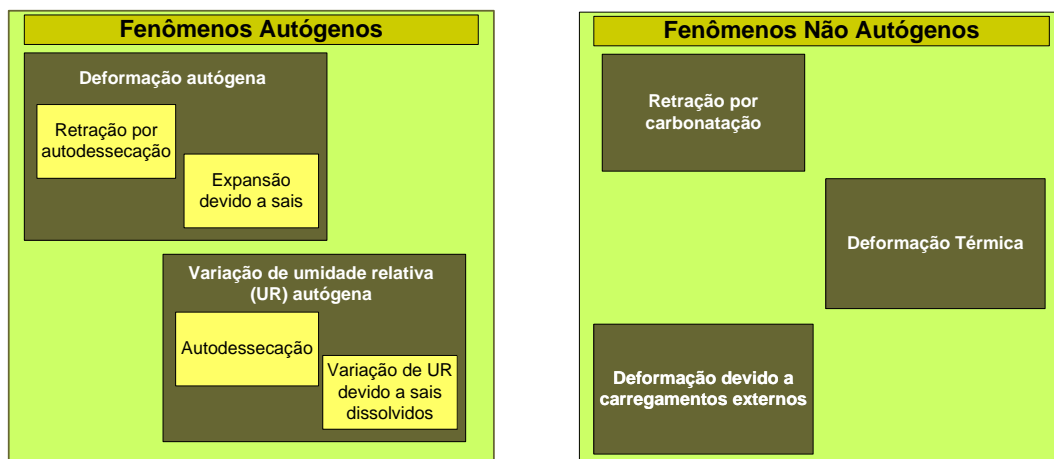 Fenômenos Autógenos
Deformação autógena
Retração por
autodessecação
Expansão
devido a sais
Variação de umidade relativa
(UR) autógena
Autodessecação
Variação de UR
devido a sais
dissolvidos
Fenômenos Não Autógenos
Retração por
carbonatação
Deformação Térmica
Deformação devido a
carregamentos externos